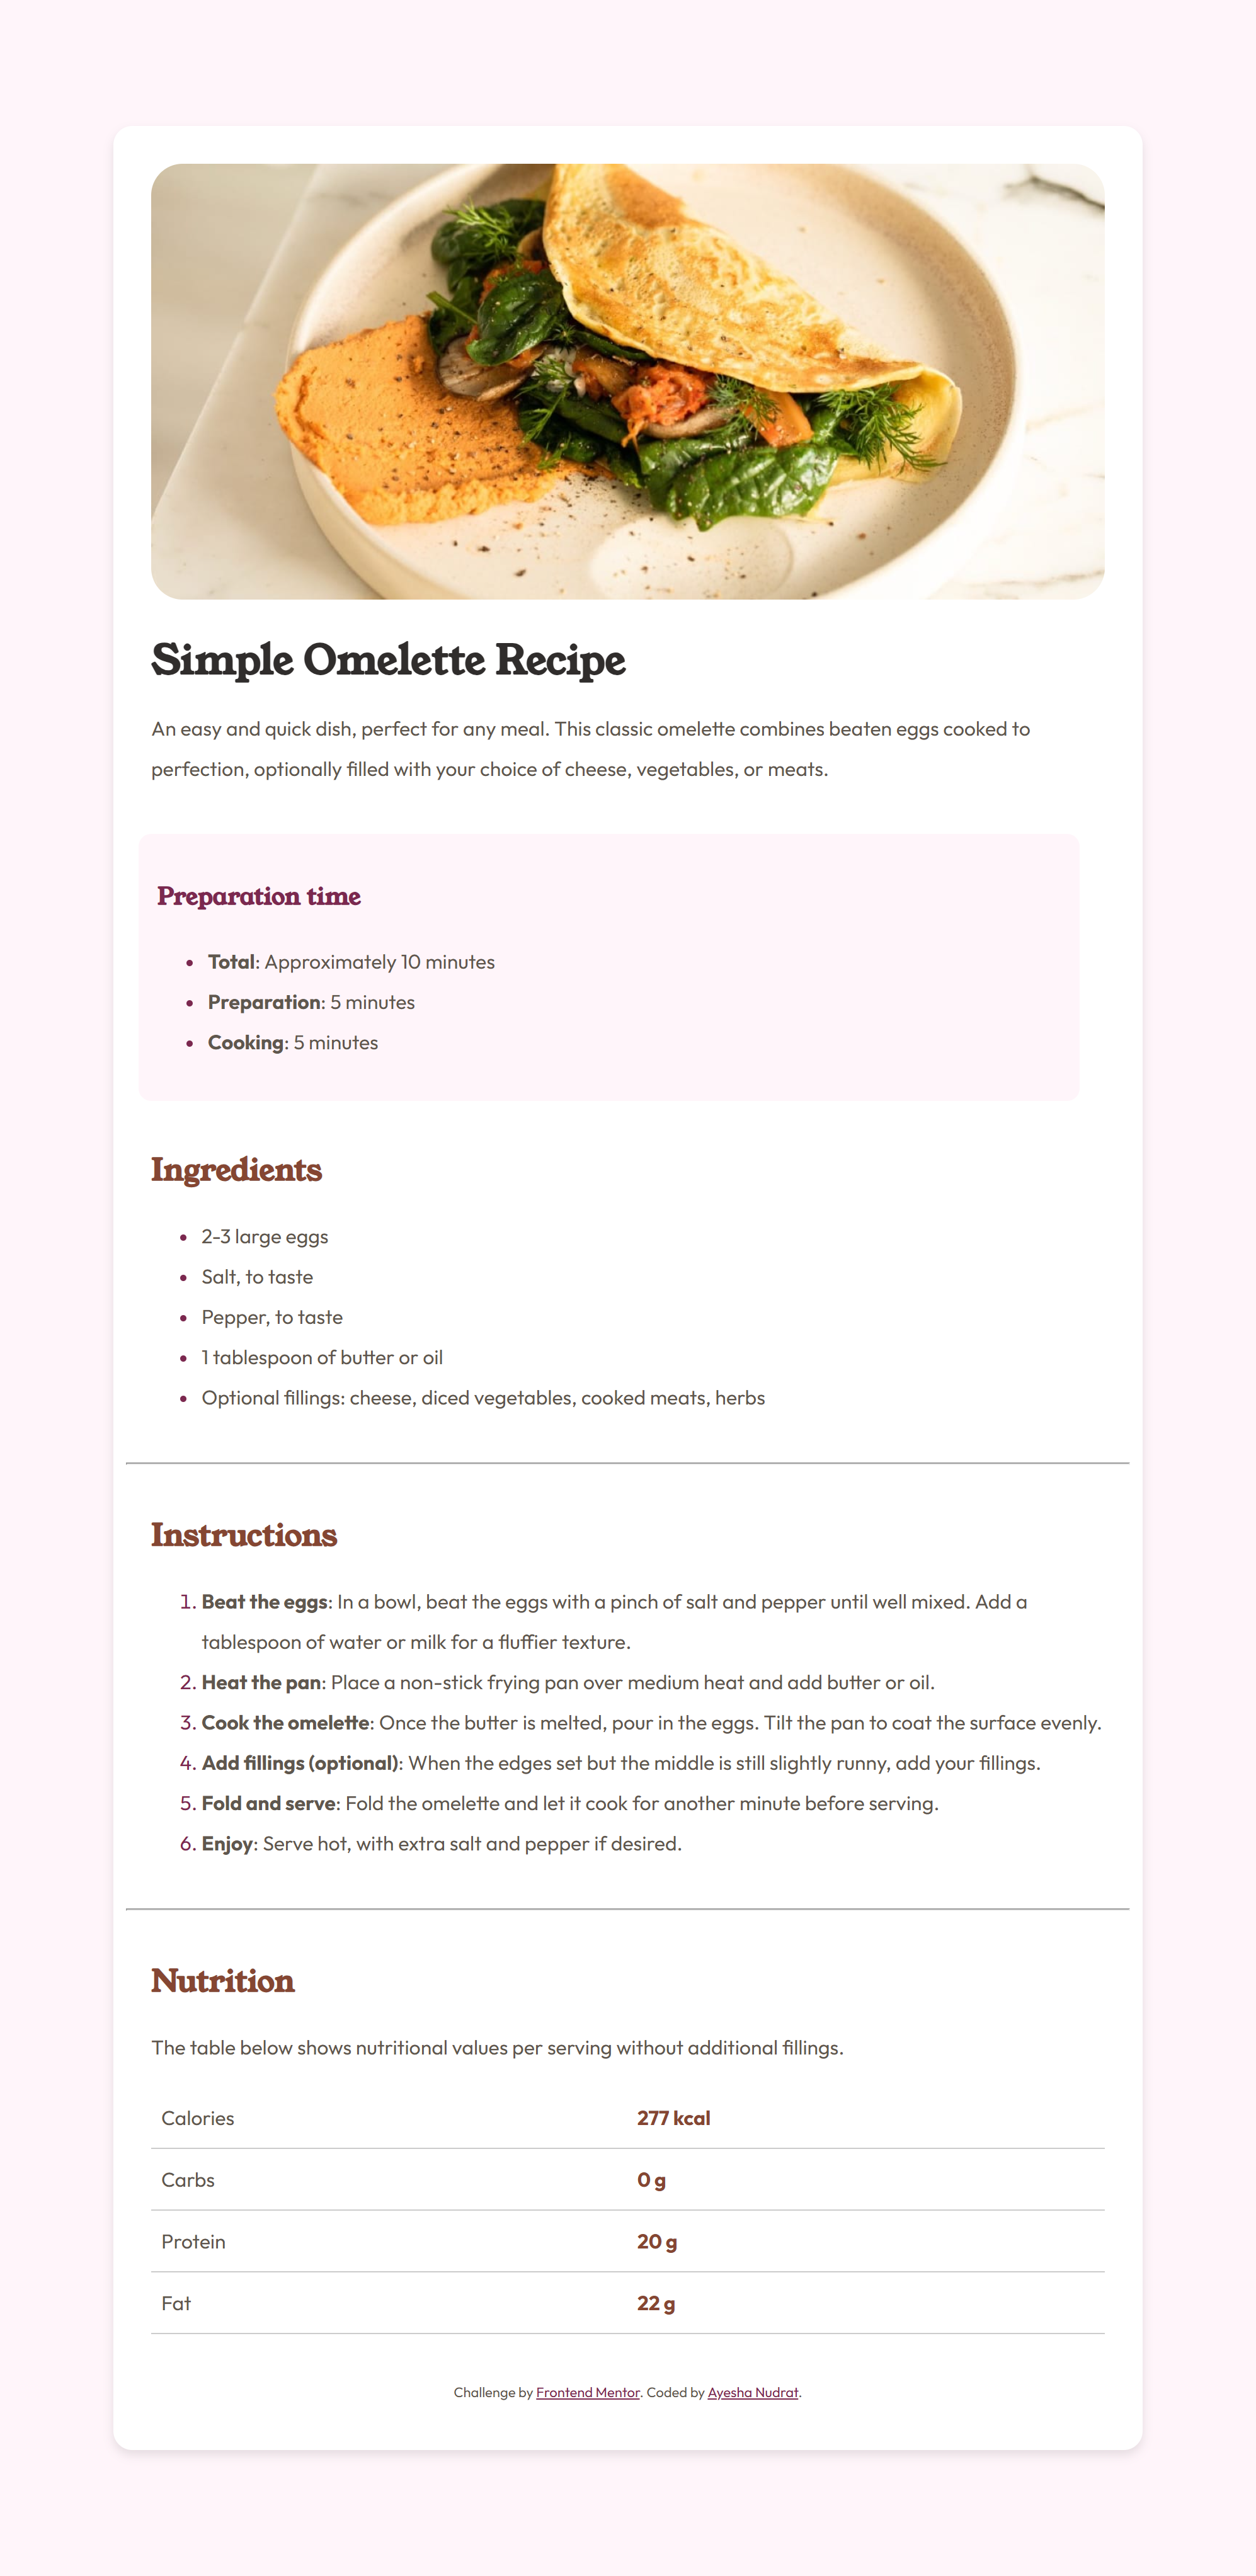 Simple Omelette Recipe
An easy and quick dish, perfect for any meal. This classic omelette combines beaten eggs cooked to
perfection, optionally filled with your choice of cheese, vegetables, or meats.
Preparation time
• Total: Approximately 10 minutes
• Preparation: 5 minutes
• Cooking: 5 minutes
Ingredients
• 2-3 large eggs
• Salt, to taste
• Pepper, to taste
• 1 tablespoon of butter or oil
• Optional fillings: cheese, diced vegetables, cooked meats, herbs
Instructions
1. Beat the eggs: In a bowl, beat the eggs with a pinch of salt and pepper until well mixed. Add a
tablespoon of water or milk for a fluffier texture.
2. Heat the pan: Place a non-stick frying pan over medium heat and add butter or oil.
3. Cook the omelette: Once the butter is melted, pour in the eggs. Tilt the pan to coat the surface evenly.
4. Add fillings (optional): When the edges set but the middle is still slightly runny, add your fillings.
5. Fold and serve: Fold the omelette and let it cook for another minute before serving.
6. Enjoy: Serve hot, with extra salt and pepper if desired.
Nutrition
The table below shows nutritional values per serving without additional fillings.
Calories 277 kcal
Carbs 0 g
Protein 20 g
Fat 22 g
Challenge by Frontend Mentor. Coded by Ayesha Nudrat.